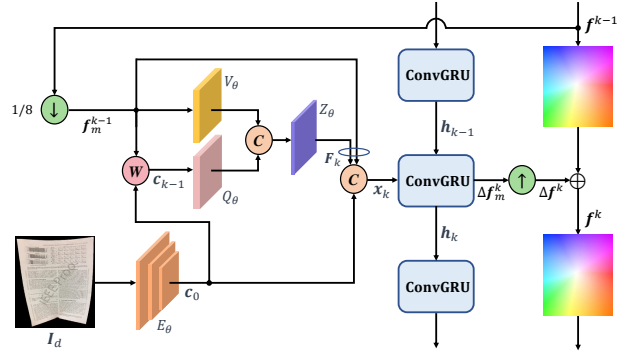 f^{k-1}
ConvGRU
V_θ
Z_θ
1/8
↓
f_m^{k-1}
C
h_{k-1}
F_k
W
c_{k-1}
Q_θ
C
x_k
ConvGRU
Δf_m^k
↑
Δf^k
f^k
h_k
c_0
ConvGRU
I_d
E_θ